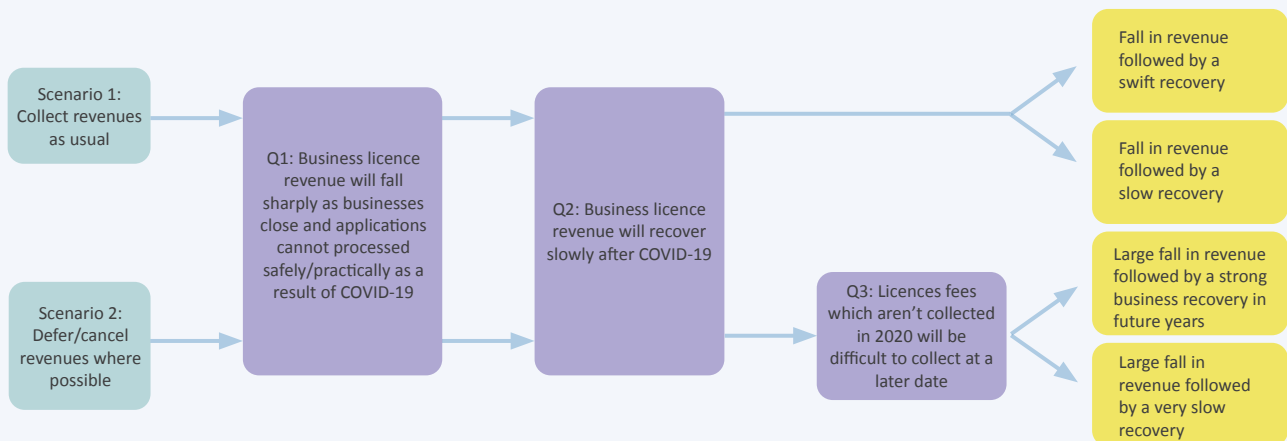 Scenario 1:
Collect revenues
as usual
Scenario 2:
Defer/cancel
revenues where
possible
Q1: Business licence
revenue will fall
sharply as businesses
close and applications
cannot processed
safely/practically as a
result of COVID-19
Q2: Business licence
revenue will recover
slowly after COVID-19
Q3: Licences fees
which aren’t collected
in 2020 will be
difficult to collect at a
later date
Fall in revenue
followed by a
swift recovery
Fall in revenue
followed by a
slow recovery
Large fall in revenue
followed by a strong
business recovery in
future years
Large fall in
revenue followed
by a very slow
recovery